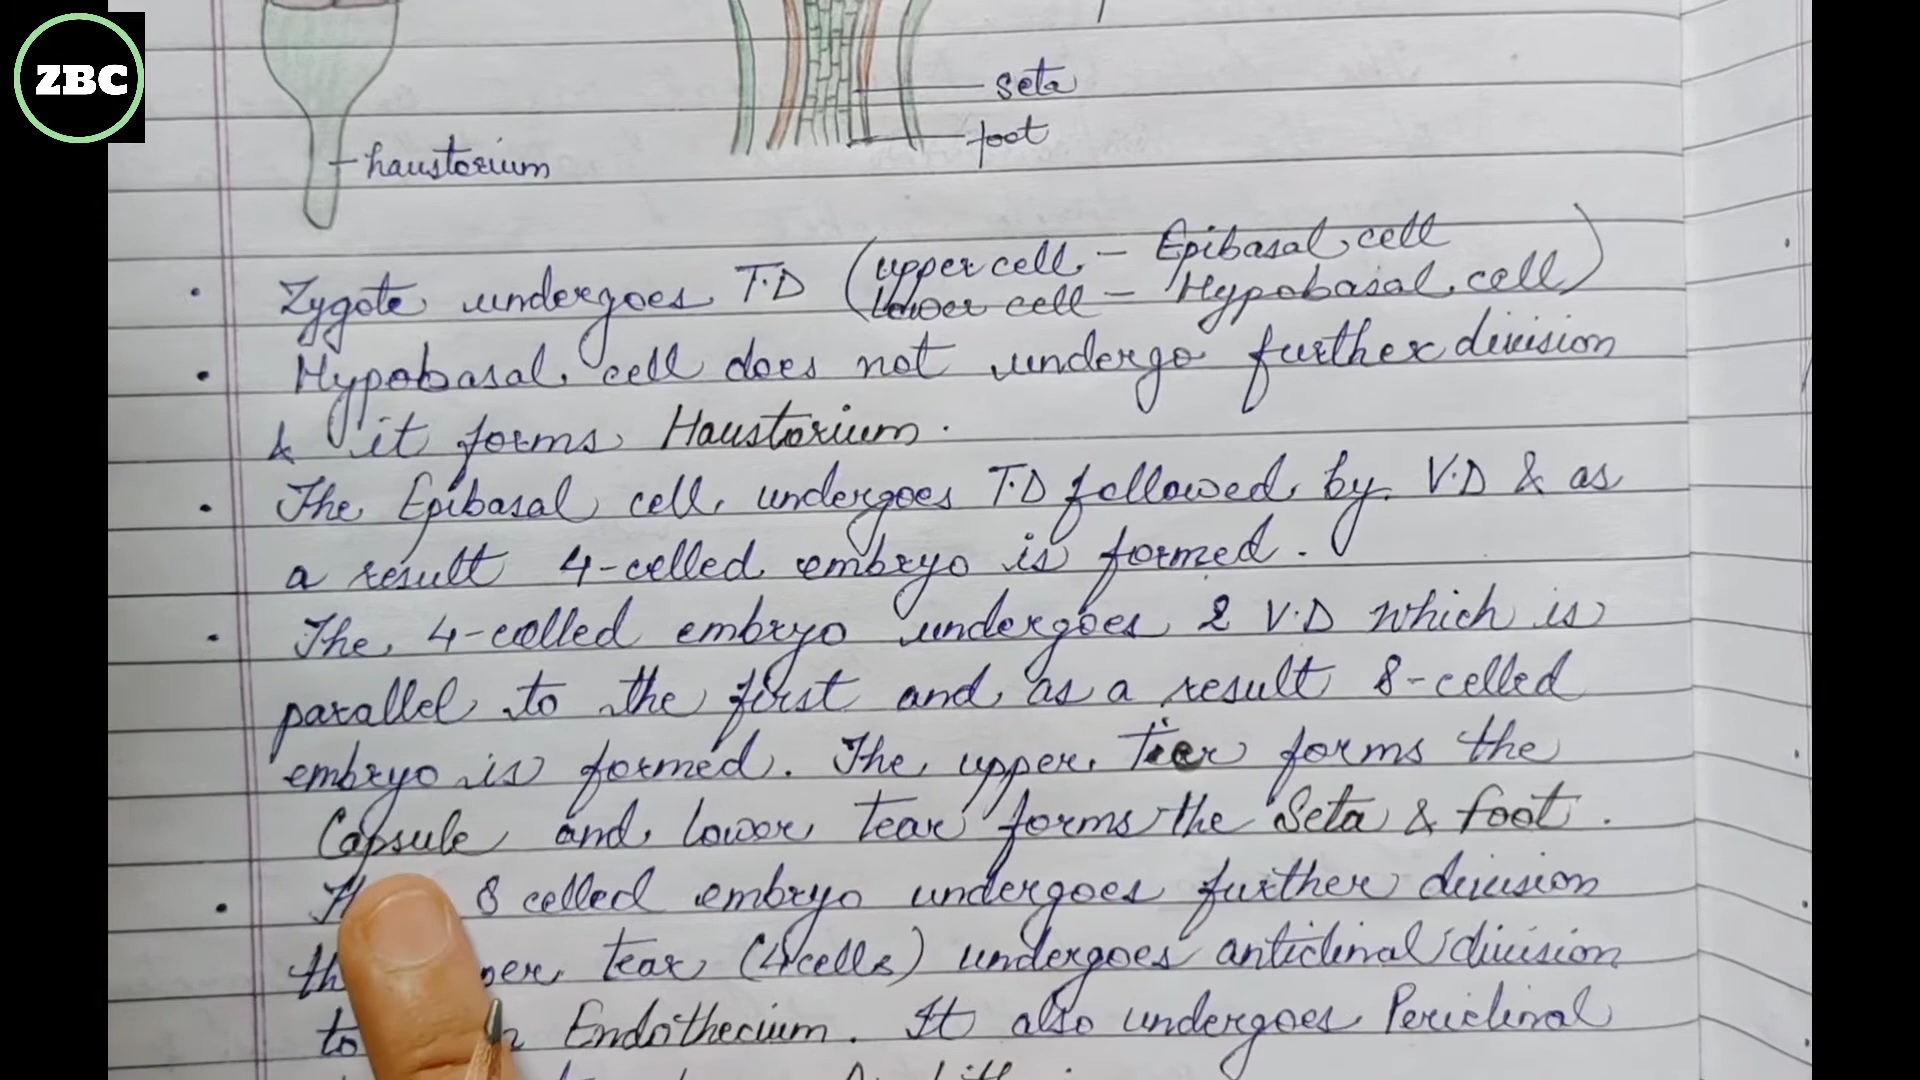 ZBC
seta
foot
haustorium
Zygote undergoes T.D (upper cell - Epibasal cell
lower cell - Hypobasal cell)
Hypobasal cell does not undergo further division
& it forms Haustorium.
The Epibasal cell undergoes T.D followed by V.D & as
a result 4-celled embryo is formed.
The 4-celled embryo undergoes 2 V.D which is
parallel to the first and as a result 8-celled
embryo is formed. The upper tier forms the
Capsule and lower tear forms the Seta & foot.
8 celled embryo undergoes further division
tear (4 cells) undergoes anticlinal division
to Endothecium. It also undergoes Periclinal